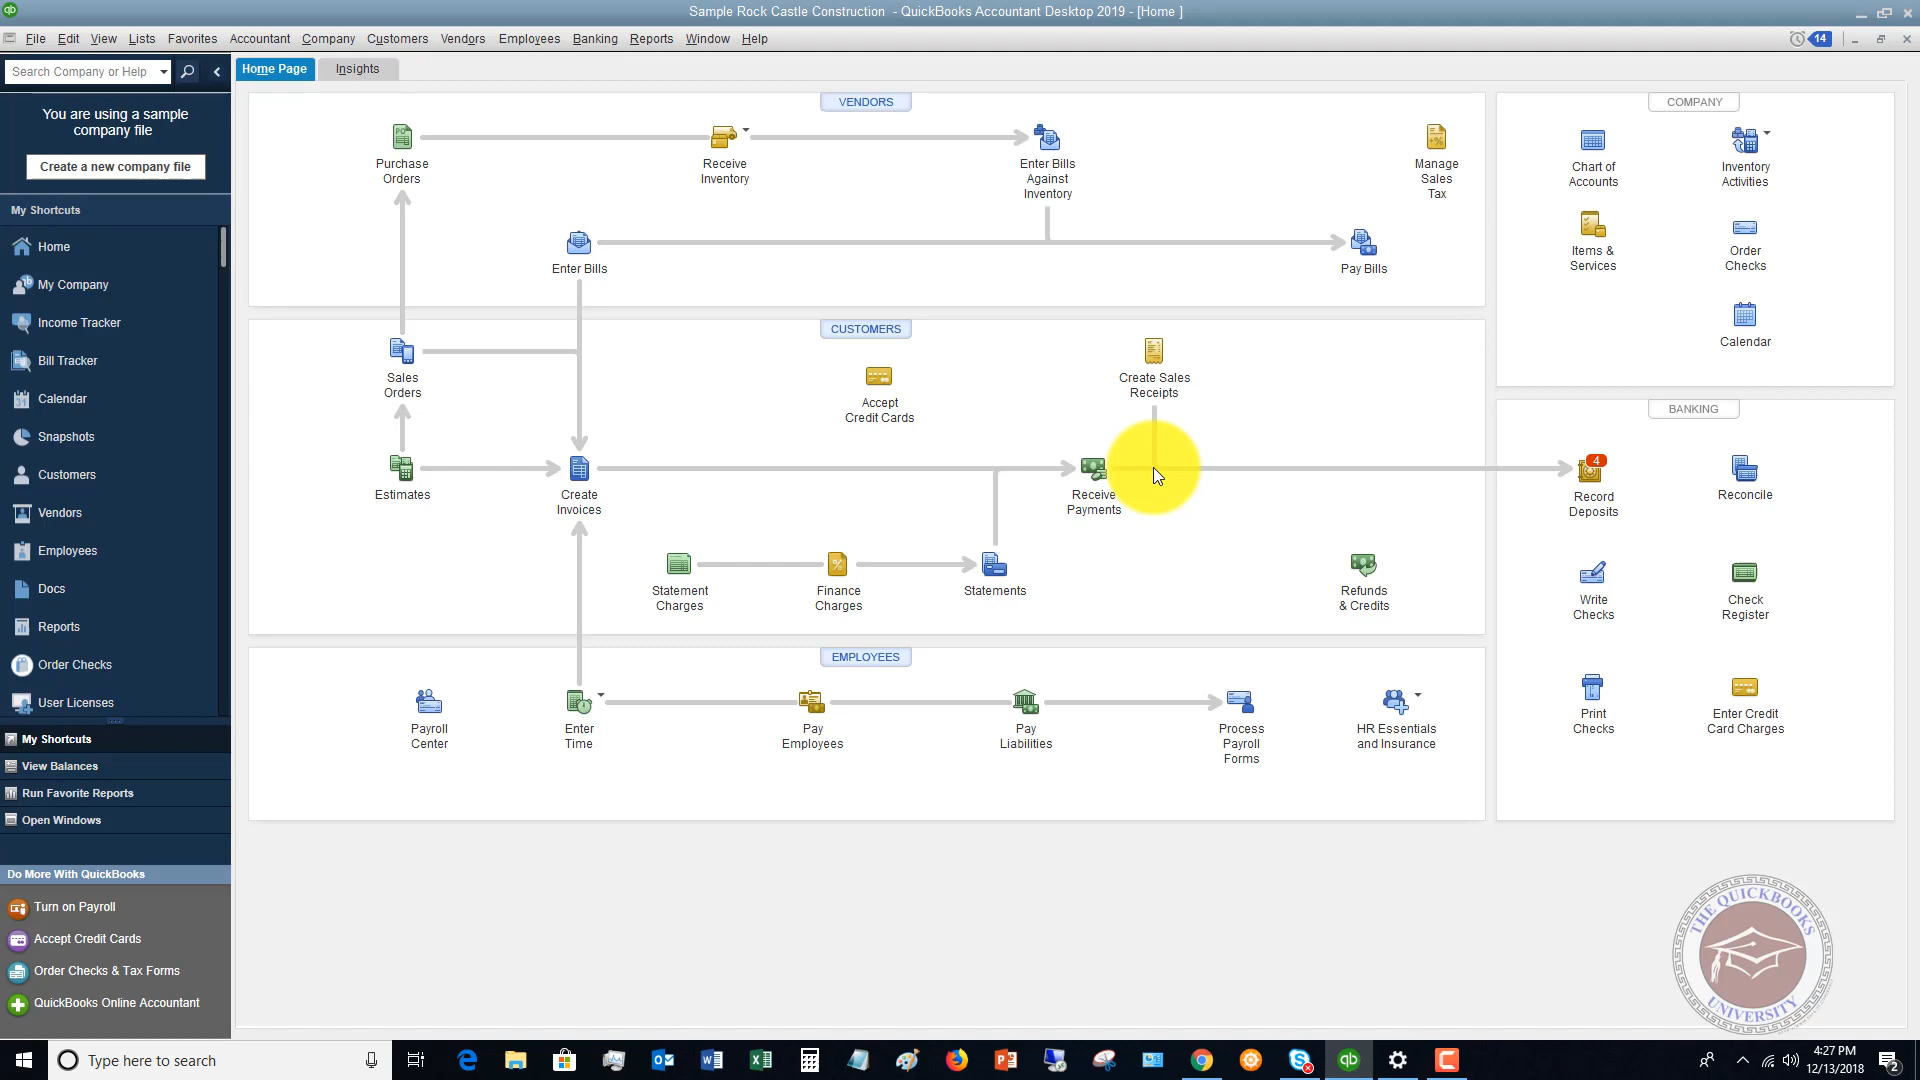 Sample Rock Castle Construction - QuickBooks Accountant Desktop 2019 - [Home ]
File Edit View Lists Favorites Accountant Company Customers Vendors Employees Banking Reports Window Help
14
Search Company or Help
Home Page
Insights
You are using a sample
company file
Create a new company file
My Shortcuts
Home
My Company
Income Tracker
Bill Tracker
31
Calendar
Snapshots
Customers
Vendors
Employees
Docs
Reports
Order Checks
User Licenses
My Shortcuts
View Balances
Run Favorite Reports
Open Windows
Do More With QuickBooks
Turn on Payroll
Accept Credit Cards
Order Checks & Tax Forms
QuickBooks Online Accountant
VENDORS
PO
Purchase
Orders
Receive
Inventory
Enter Bills
Against
Inventory
Manage
Sales
Tax
Enter Bills
Pay Bills
CUSTOMERS
Sales
Orders
Accept
Credit Cards
Create Sales
Receipts
Estimates
Create
Invoices
Receive
Payments
Statement
Charges
Finance
Charges
Statements
Refunds
& Credits
EMPLOYEES
Payroll
Center
Enter
Time
Pay
Employees
Pay
Liabilities
Process
Payroll
Forms
HR Essentials
and Insurance
COMPANY
Chart of
Accounts
Inventory
Activities
Items &
Services
Order
Checks
Calendar
BANKING
4
Record
Deposits
Reconcile
Write
Checks
Check
Register
Print
Checks
Enter Credit
Card Charges
THE QUICKBOOKS
UNIVERSITY
Type here to search
qb
4:27 PM
12/13/2018
2